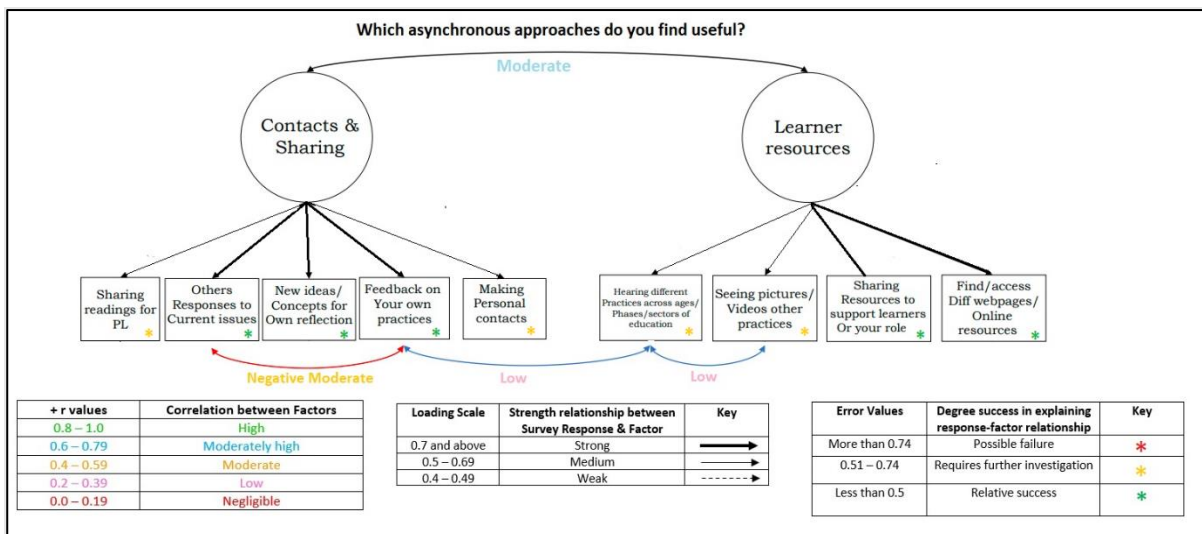 Which asynchronous approaches do you find useful?
Moderate
Contacts &
Sharing
Learner
resources
Sharing
readings for
PL *
Others
Responses to
Current issues
*
New ideas/
Concepts for
Own reflection
*
Feedback on
Your own
practices
*
Making
Personal
contacts
*
Hearing different
Practices across ages/
Phases/sectors of
education *
Seeing pictures/
Videos other
practices
*
Sharing
Resources to
support learners
Or your role
*
Find/access
Diff webpages/
Online
resources *
Negative Moderate
Low
Low
+ r values Correlation between Factors
0.8 – 1.0 High
0.6 – 0.79 Moderately high
0.4 – 0.59 Moderate
0.2 – 0.39 Low
0.0 – 0.19 Negligible
Loading Scale Strength relationship between Key
Survey Response & Factor
0.7 and above Strong
0.5 – 0.69 Medium
0.4 – 0.49 Weak
Error Values Degree success in explaining Key
response-factor relationship
More than 0.74 Possible failure *
0.51 – 0.74 Requires further investigation *
Less than 0.5 Relative success *